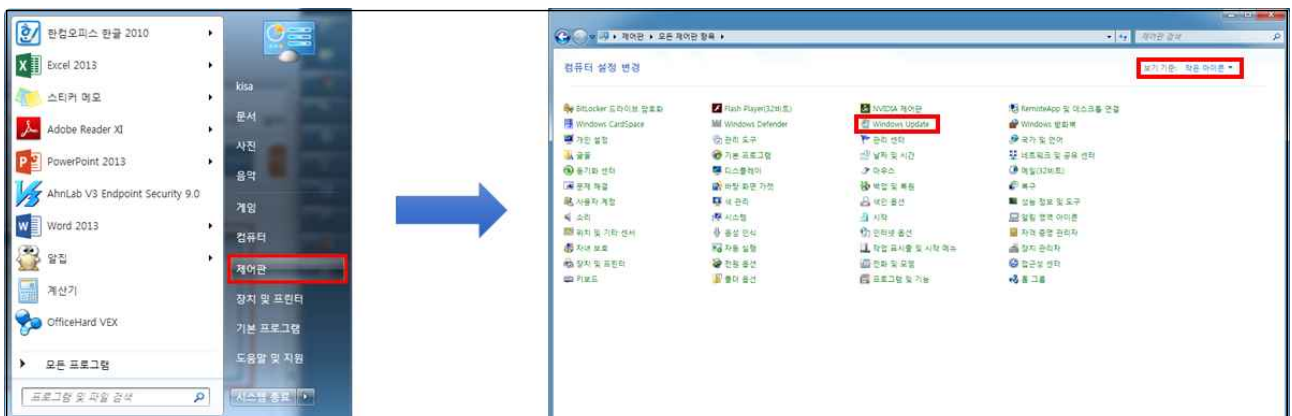 한컴오피스 한글 2010
Excel 2013
스티커 메모
Adobe Reader XI
PowerPoint 2013
AhnLab V3 Endpoint Security 9.0
Word 2013
알집
계산기
OfficeHard VEX
모든 프로그램
프로그램 및 파일 검색
kisa
문서
사진
음악
게임
컴퓨터
제어판
장치 및 프린터
기본 프로그램
도움말 및 지원
시스템 종료
제어판 ▸ 모든 제어판 항목 ▸
제어판 검색
컴퓨터 설정 변경
보기 기준: 작은 아이콘
BitLocker 드라이브 암호화
Flash Player(32비트)
NVIDIA 제어판
RemoteApp 및 데스크톱 연결
Windows CardSpace
Windows Defender
Windows Update
Windows 방화벽
개인 설정
관리 도구
관리 센터
국가 및 언어
글꼴
기본 프로그램
날짜 및 시간
네트워크 및 공유 센터
동기화 센터
디스플레이
마우스
메일(32비트)
문제 해결
바탕 화면 가젯
백업 및 복원
복구
사용자 계정
색 관리
색인 옵션
성능 정보 및 도구
소리
시스템
시작
알림 영역 아이콘
위치 및 기타 센서
음성 인식
인터넷 옵션
자격 증명 관리자
자녀 보호
자동 실행
작업 표시줄 및 시작 메뉴
장치 관리자
장치 및 프린터
전원 옵션
전화 및 모뎀
접근성 센터
키보드
폴더 옵션
프로그램 및 기능
홈 그룹